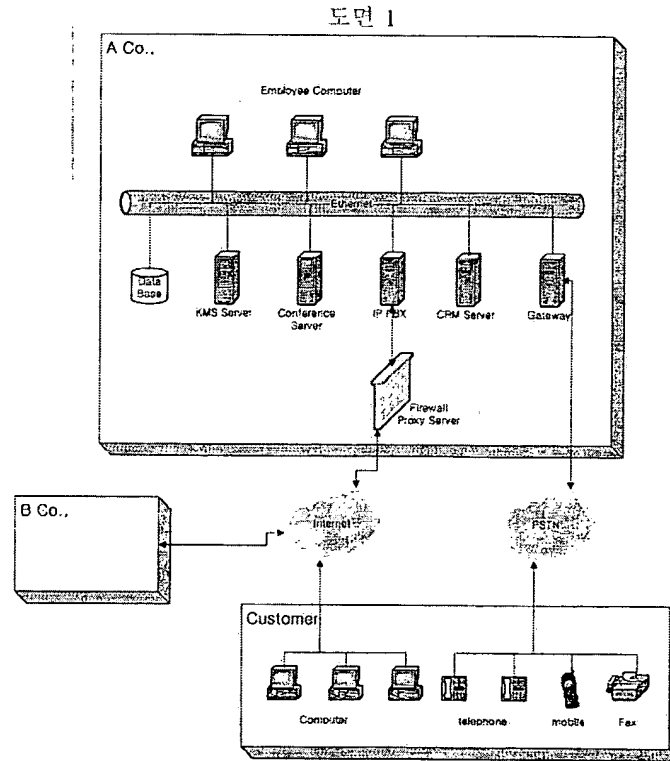 도면 1
A Co.,
Employee Computer
Ethernet
Data
Base
KMS Server
Conference
Server
IP PBX
CRM Server
Gateway
Firewall
Proxy Server
B Co.,
Internet
PSTN
Customer
Computer
telephone
mobile
Fax